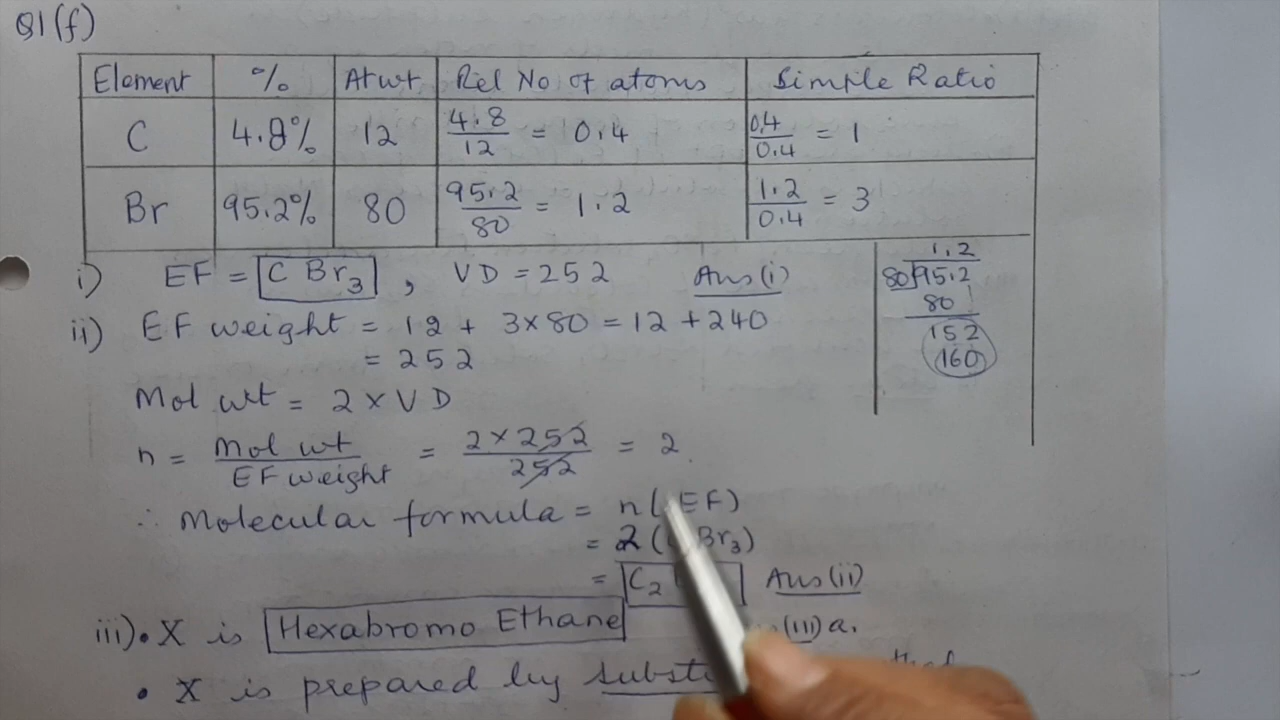 Q1(f)
Element % At wt Rel No of atoms Simple Ratio
C 4.8% 12 4.8/12 = 0.4 0.4/0.4 = 1
Br 95.2% 80 95.2/80 = 1.2 1.2/0.4 = 3
i) EF = C Br3 , VD = 252 Ans(i)
1.2
80)95.2
80
152
160
ii) EF weight = 12 + 3×80 = 12 + 240
= 252
Mol wt = 2 × VD
n = Mol wt/EF weight = 2 × 252/252 = 2
∴ Molecular formula = n(EF)
= 2( Br3)
= C2 Ans(ii)
iii) • X is Hexabromo Ethane (iii)a.
• X is prepared by